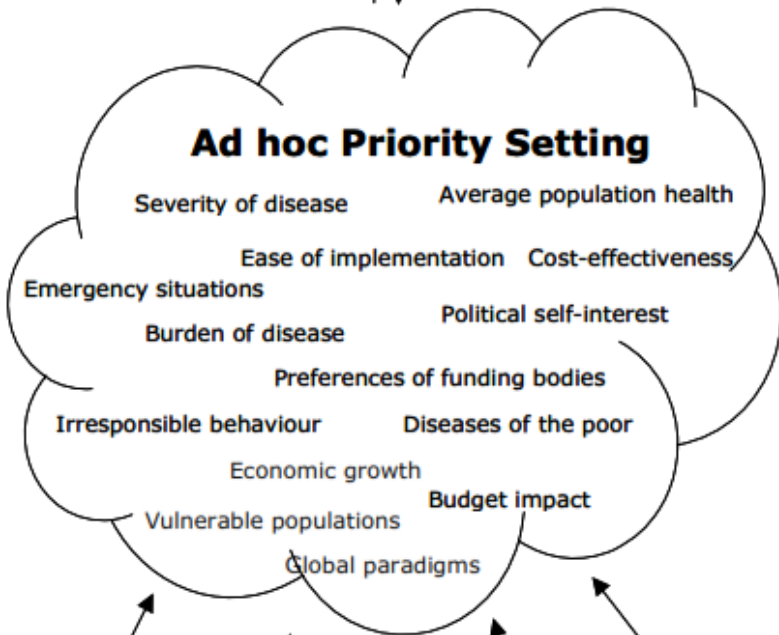 Ad hoc Priority Setting
Severity of disease
Average population health
Ease of implementation
Cost-effectiveness
Emergency situations
Political self-interest
Burden of disease
Preferences of funding bodies
Irresponsible behaviour
Diseases of the poor
Economic growth
Budget impact
Vulnerable populations
Global paradigms